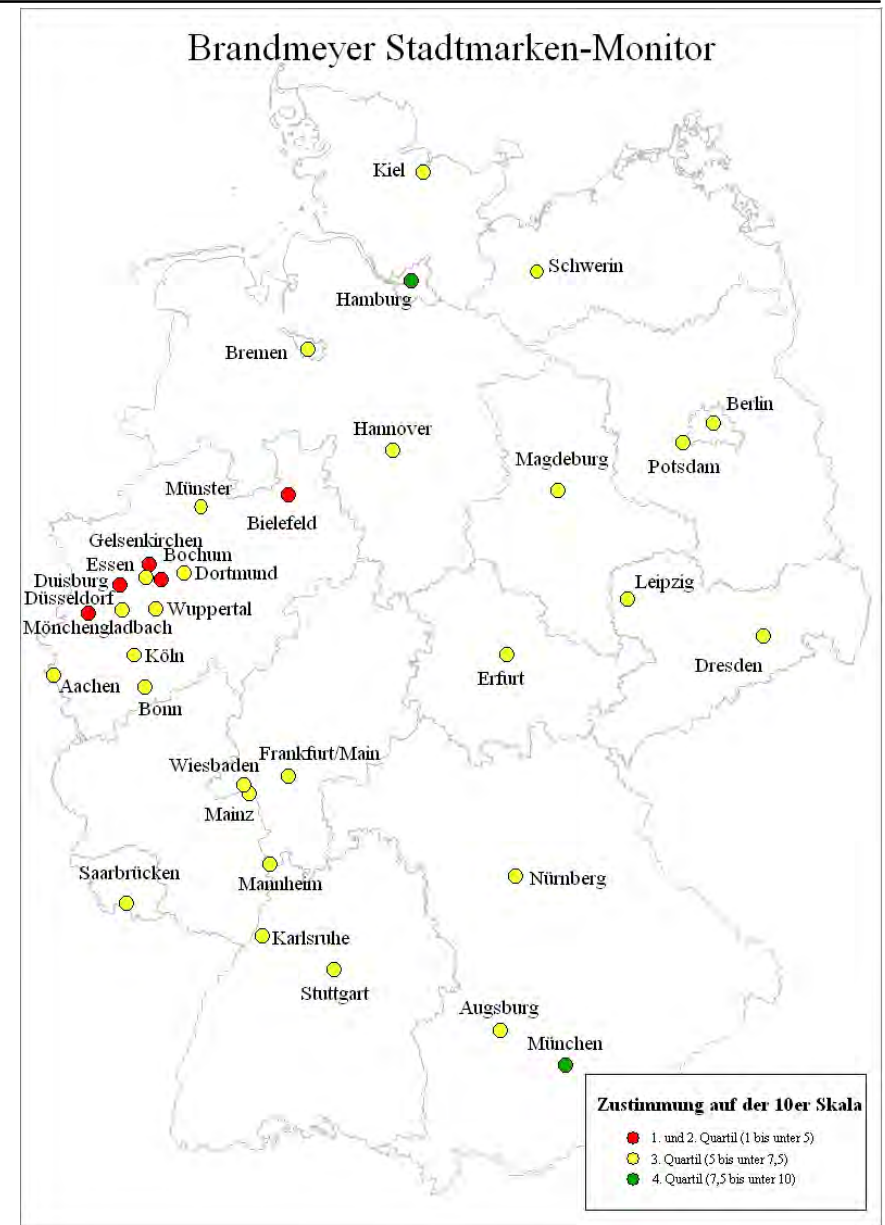 Brandmeyer Stadtmarken-Monitor
Kiel
Schwerin
Hamburg
Bremen
Berlin
Hannover
Magdeburg
Potsdam
Münster
Bielefeld
Gelsenkirchen
Bochum
Essen
Dortmund
Duisburg
Leipzig
Düsseldorf
Wuppertal
Mönchengladbach
Köln
Dresden
Erfurt
Aachen
Bonn
Frankfurt/Main
Wiesbaden
Mainz
Saarbrücken
Mannheim
Nürnberg
Karlsruhe
Stuttgart
Augsburg
München
Zustimmung auf der 10er Skala
1. und 2. Quartil (1 bis unter 5)
3. Quartil (5 bis unter 7,5)
4. Quartil (7,5 bis unter 10)